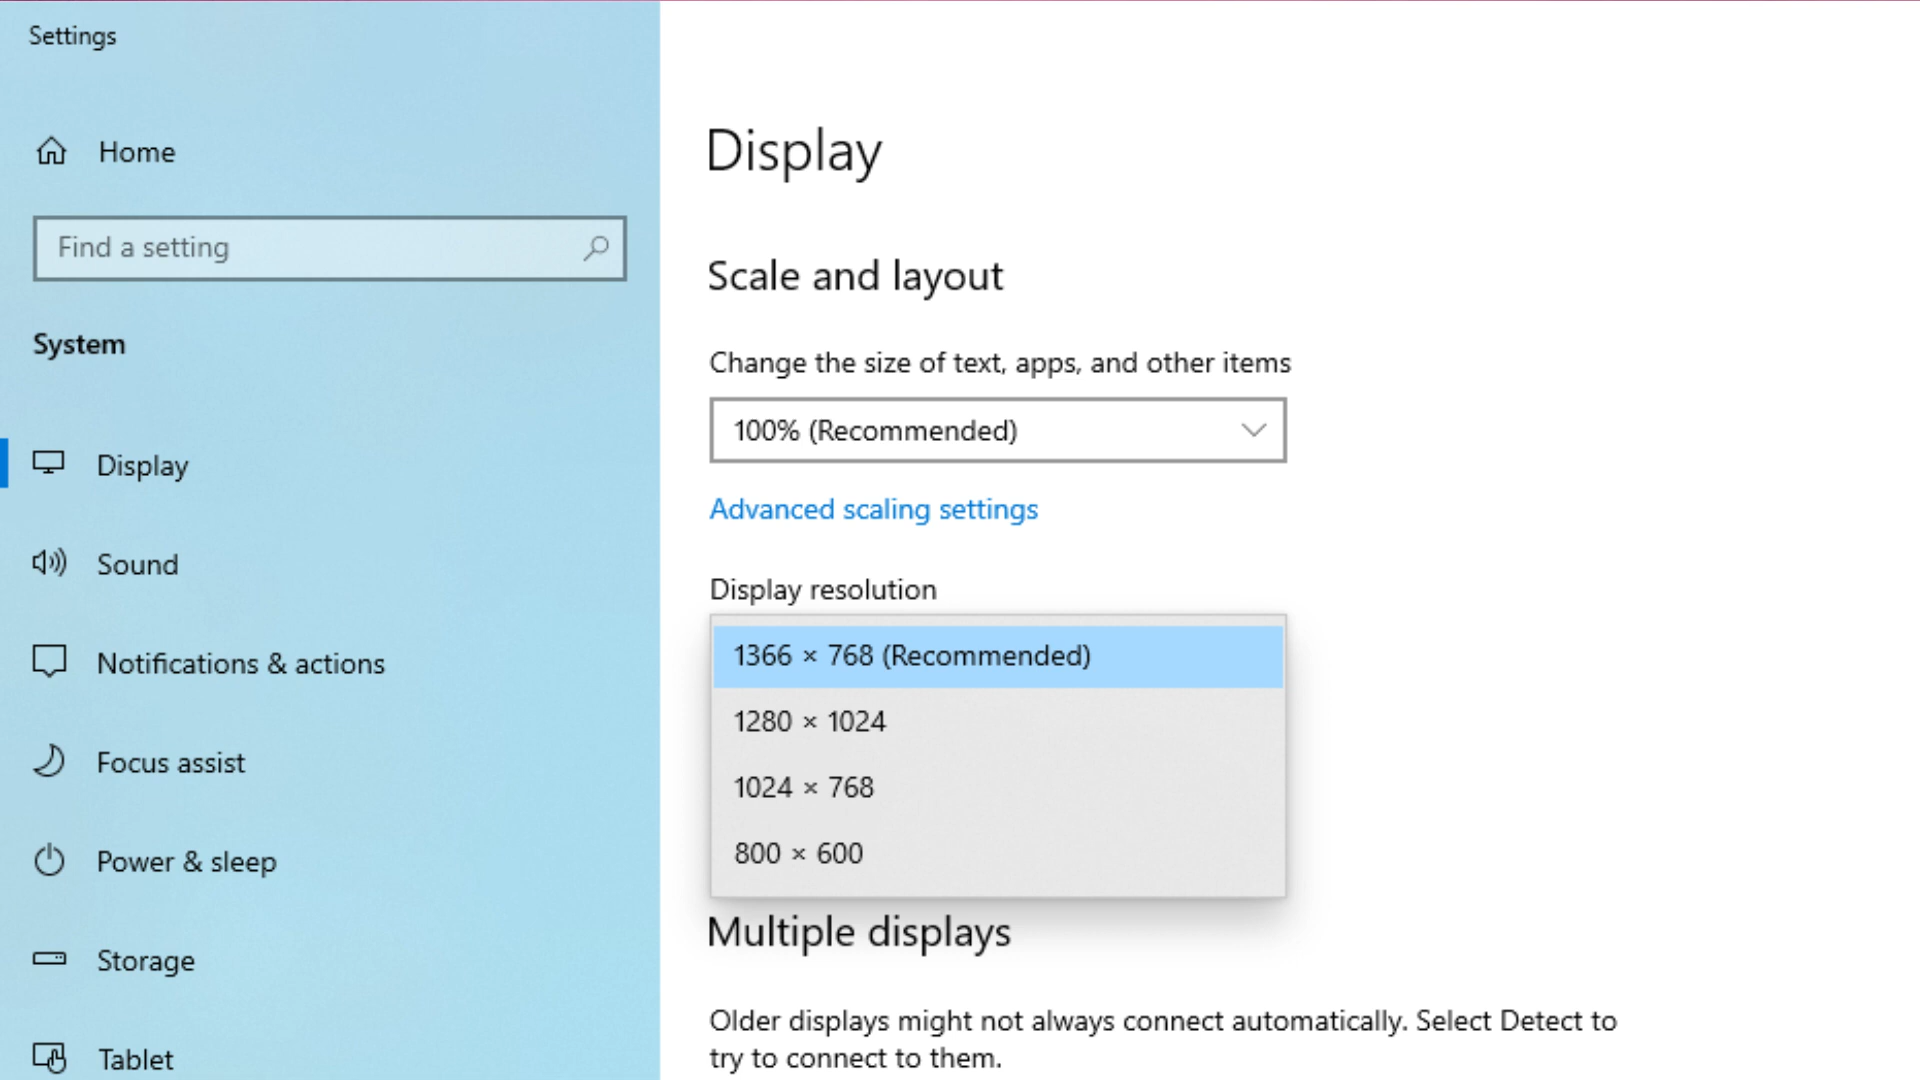 Settings
Home
Find a setting
System
Display
Sound
Notifications & actions
Focus assist
Power & sleep
Storage
Tablet
Display
Scale and layout
Change the size of text, apps, and other items
100% (Recommended)
Advanced scaling settings
Display resolution
1366 × 768 (Recommended)
1280 × 1024
1024 × 768
800 × 600
Multiple displays
Older displays might not always connect automatically. Select Detect to
try to connect to them.